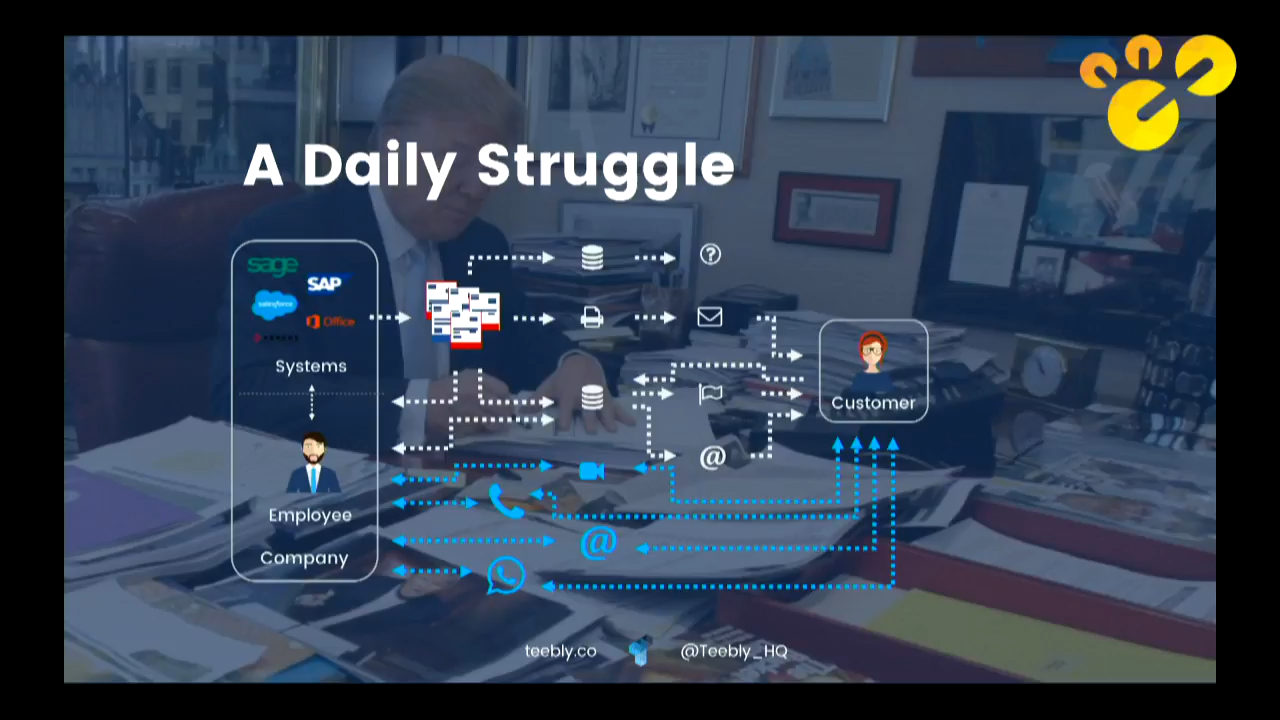 A Daily Struggle
sage
SAP
salesforce
Office
Systems
Employee
Company
?
@
@
Customer
teebly.co
@Teebly_HQ